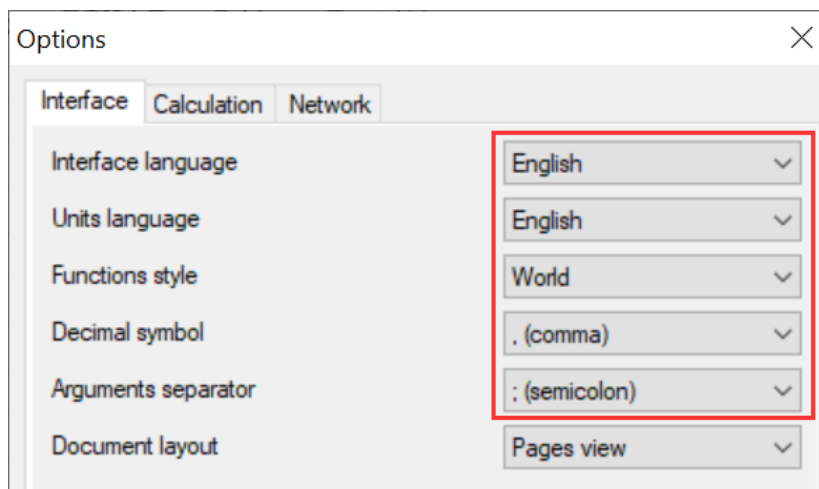 Options
Interface Calculation Network
Interface language English
Units language English
Functions style World
Decimal symbol , (comma)
Arguments separator ; (semicolon)
Document layout Pages view